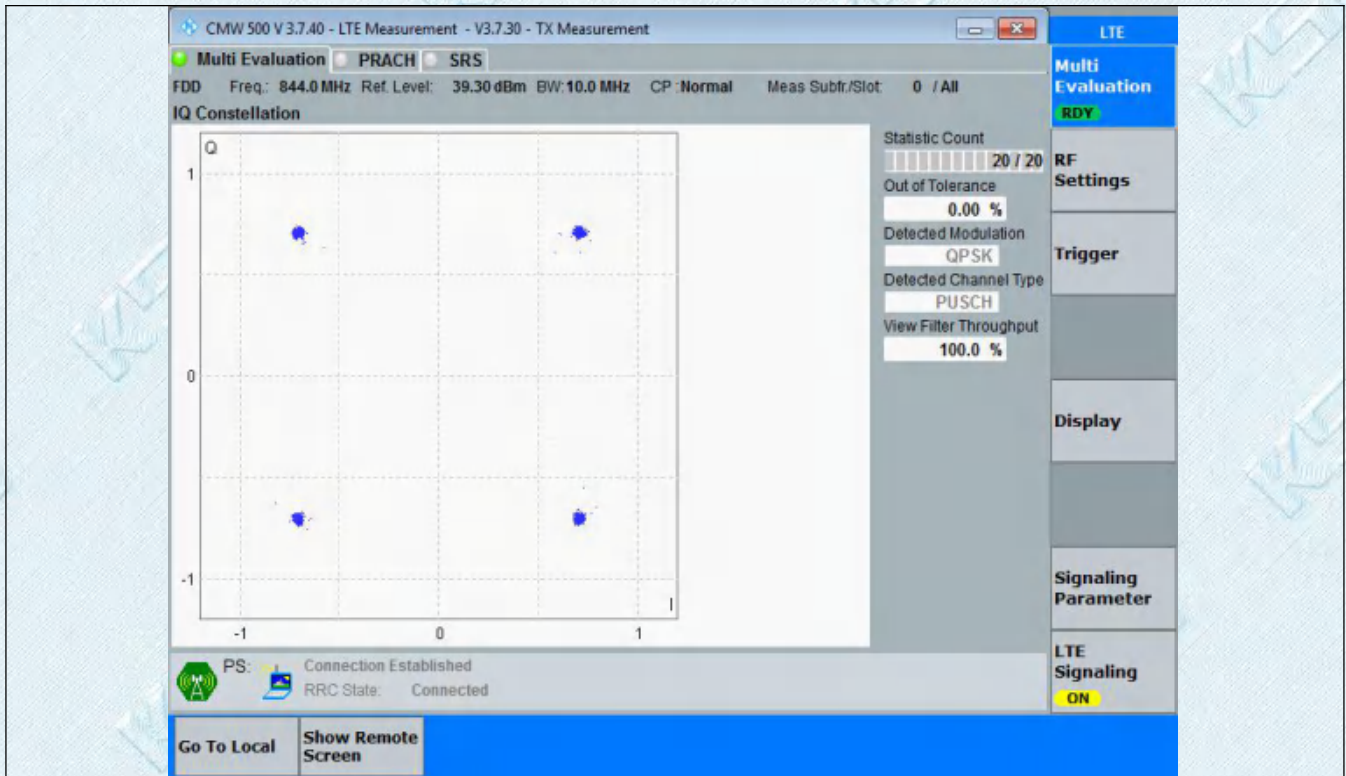 CMW 500 V 3.7.40 - LTE Measurement - V3.7.30 - TX Measurement
LTE
Multi Evaluation PRACH SRS
FDD Freq.: 844.0 MHz Ref. Level: 39.30 dBm BW: 10.0 MHz CP :Normal Meas Subfr./Slot: 0 / All
IQ Constellation
Q
1
0
-1
-1 0 1
I
Statistic Count
20 / 20
Out of Tolerance
0.00 %
Detected Modulation
QPSK
Detected Channel Type
PUSCH
View Filter Throughput
100.0 %
Multi
Evaluation
RDY
RF
Settings
Trigger
Display
Signaling
Parameter
LTE
Signaling
ON
PS: Connection Established
RRC State: Connected
Go To Local
Show Remote
Screen